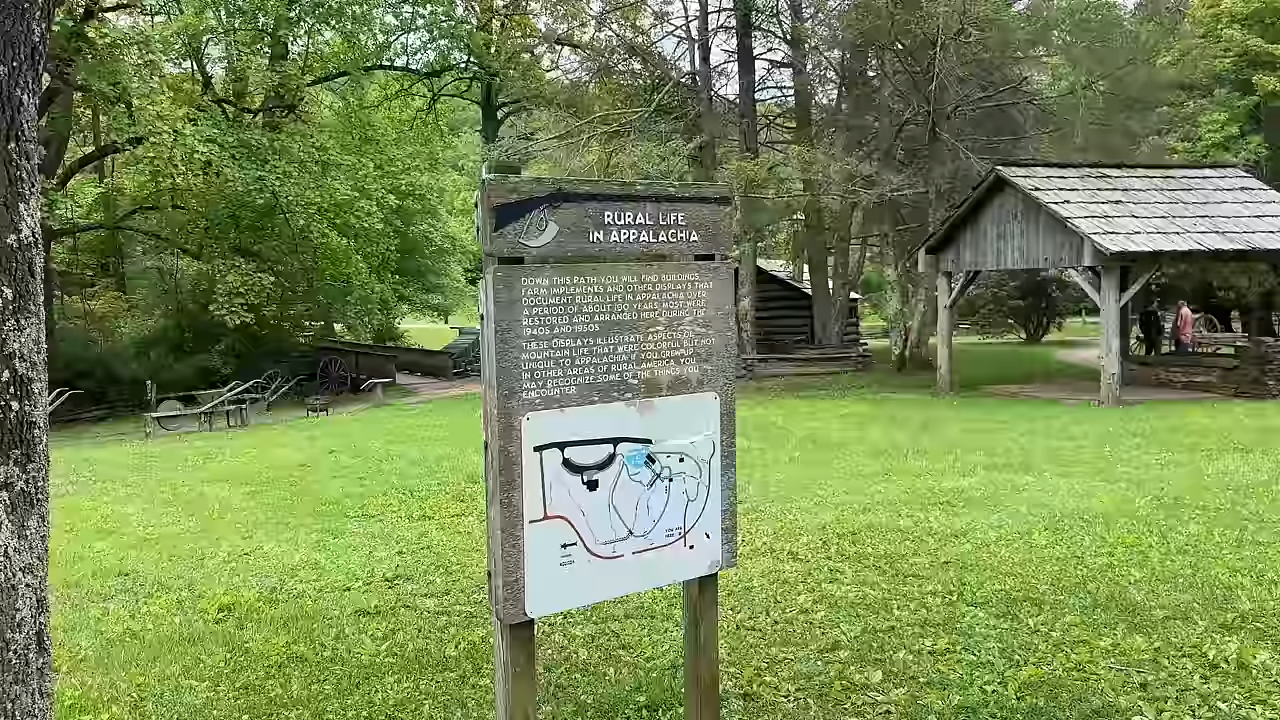 RURAL LIFE
IN APPALACHIA
DOWN THIS PATH YOU WILL FIND BUILDINGS,
FARM IMPLEMENTS AND OTHER DISPLAYS THAT
DOCUMENT RURAL LIFE IN APPALACHIA OVER
A PERIOD OF ABOUT 100 YEARS. MOST WERE
RESTORED AND ARRANGED HERE DURING THE
1940S AND 1950S.
THESE DISPLAYS ILLUSTRATE ASPECTS OF
MOUNTAIN LIFE THAT WERE COLORFUL BUT NOT
UNIQUE TO APPALACHIA. IF YOU GREW UP
IN OTHER AREAS OF RURAL AMERICA, YOU
MAY RECOGNIZE SOME OF THE THINGS YOU
ENCOUNTER.
YOU ARE
HERE